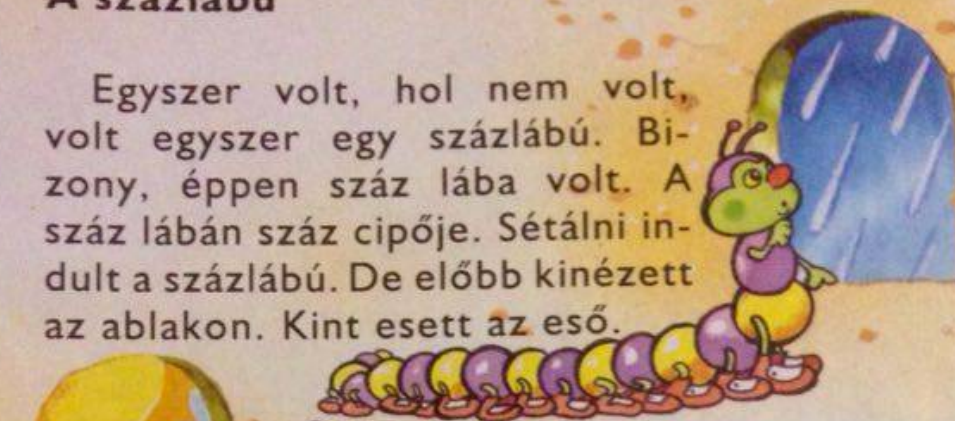 A százlábú
Egyszer volt, hol nem volt,
volt egyszer egy százlábú. Bi-
zony, éppen száz lába volt. A
száz lábán száz cipője. Sétálni in-
dult a százlábú. De előbb kinézett
az ablakon. Kint esett az eső.